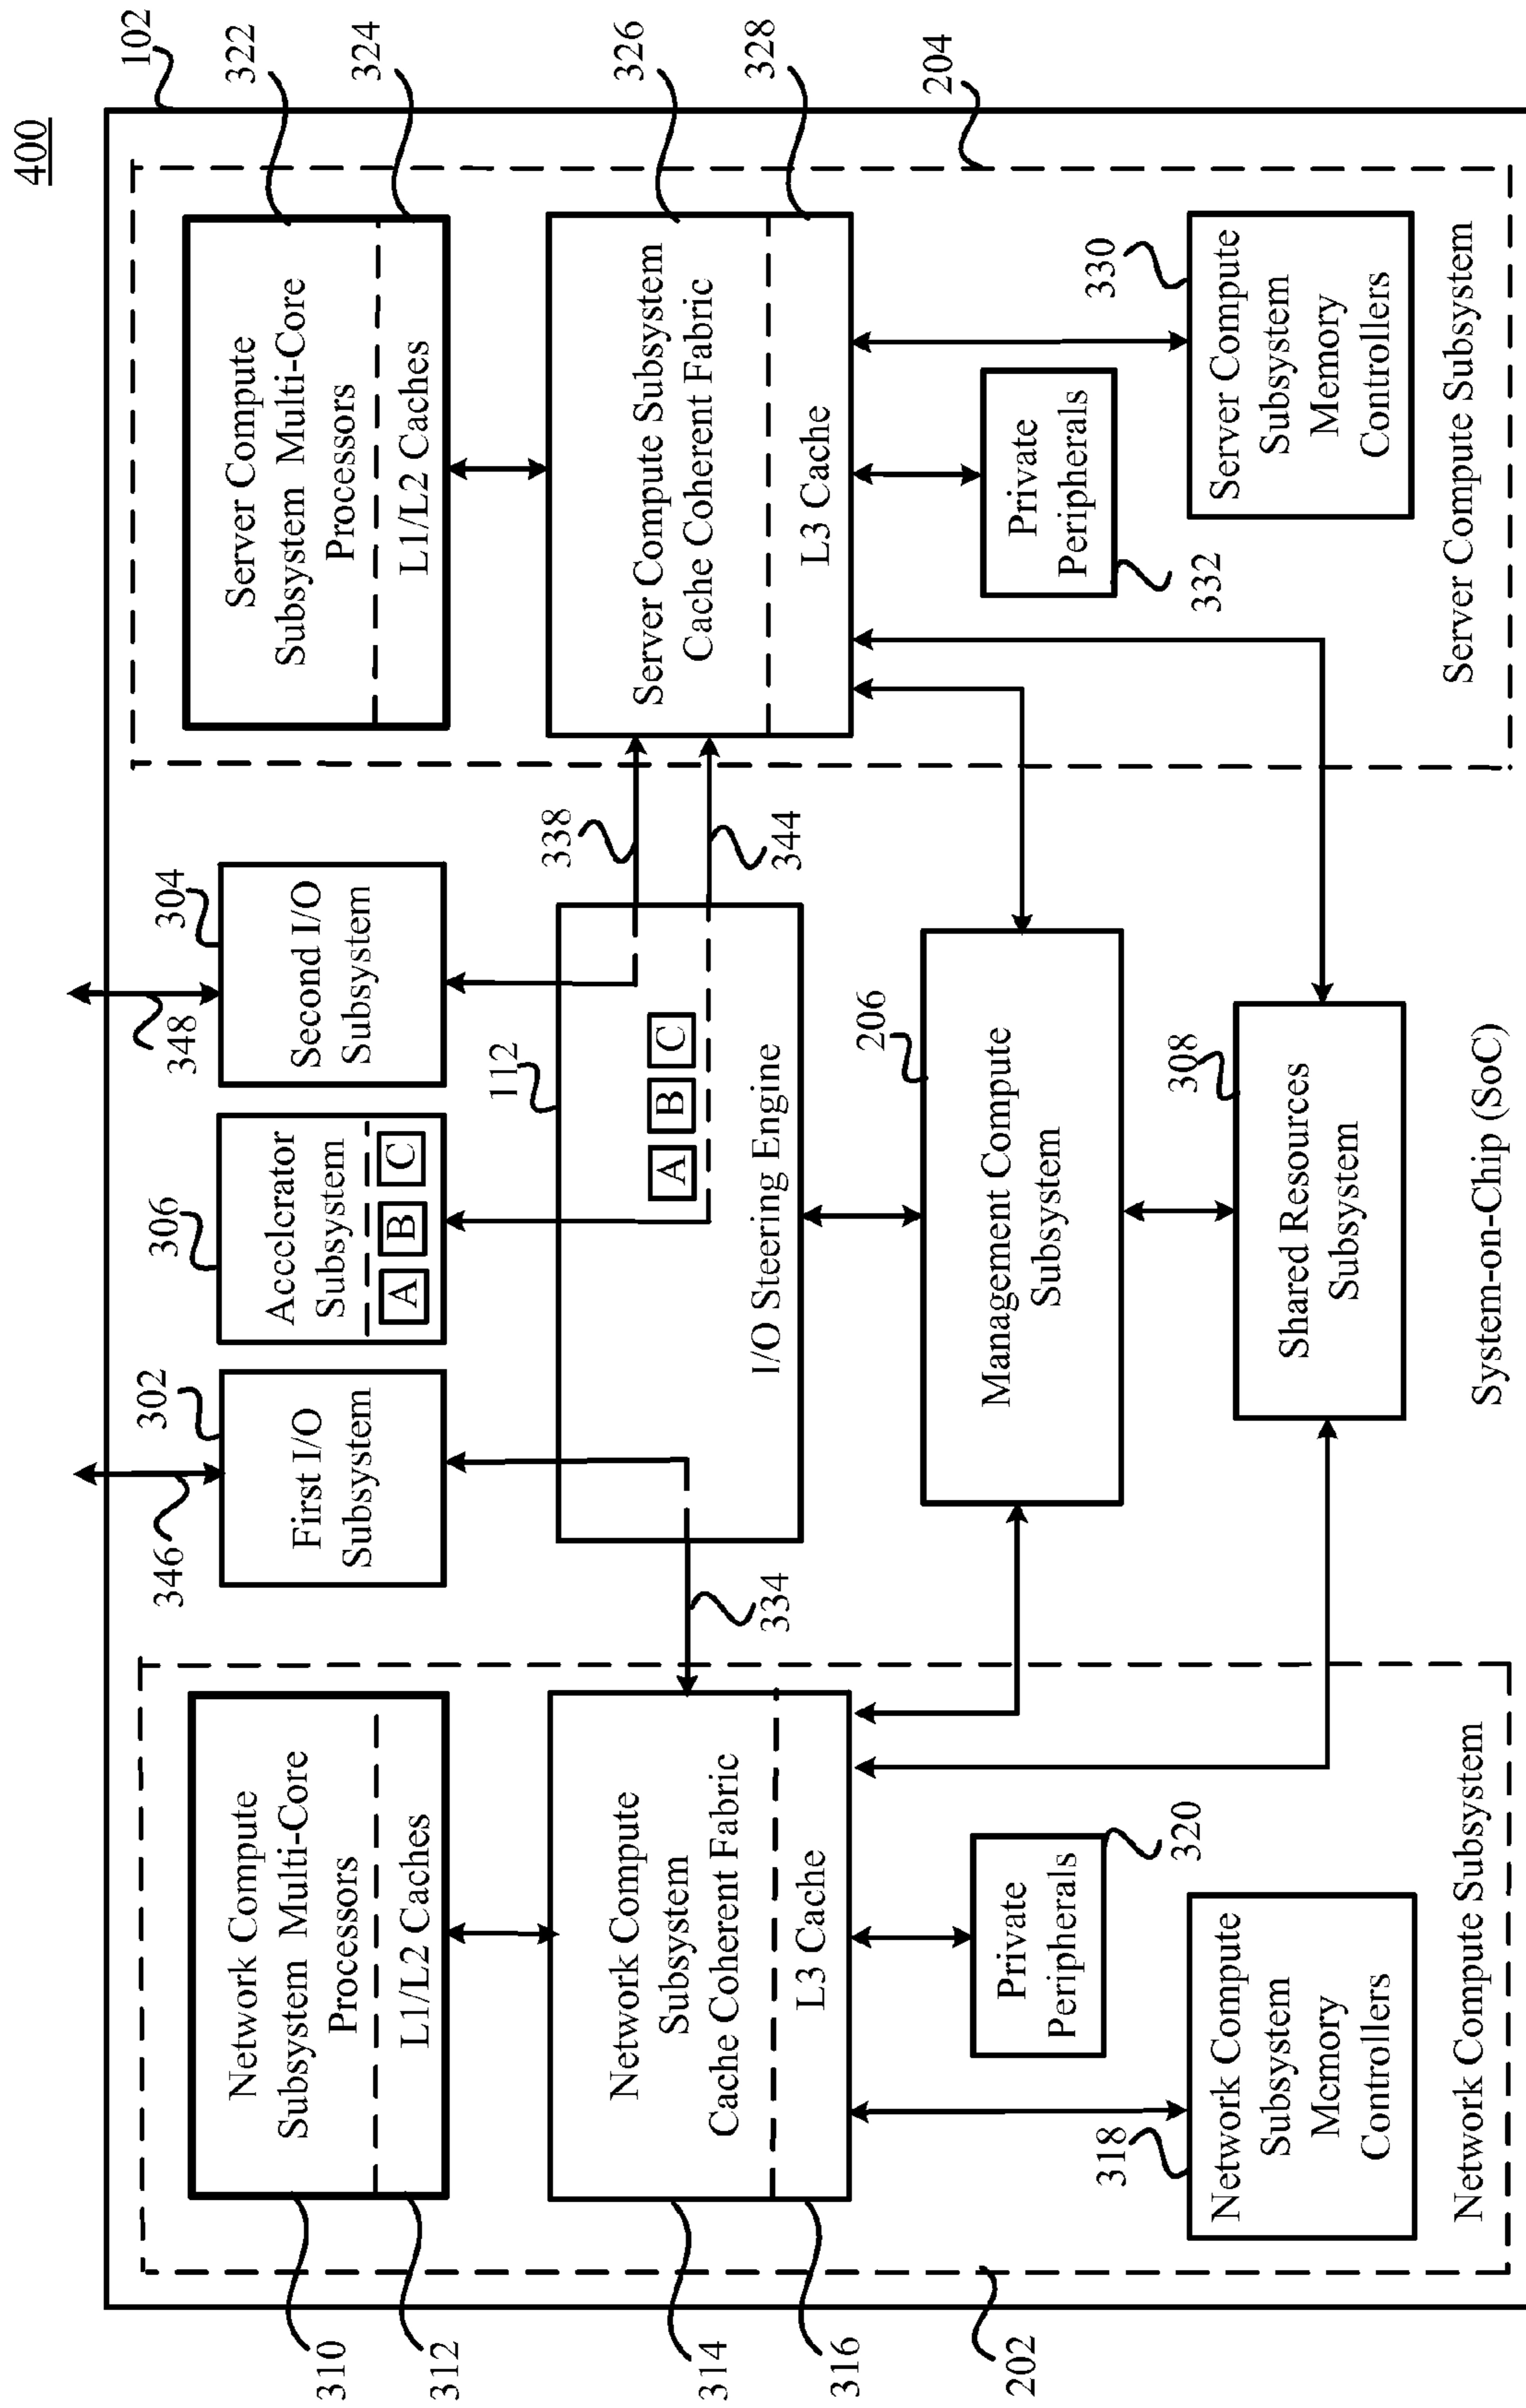 400
102
322
324
326
328
204
330
332
338
344
304
348
306
302
346
112
206
308
334
310
312
314
316
318
320
202
Network Compute
Subsystem Multi-Core
Processors
L1/L2 Caches
Network Compute
Subsystem
Cache Coherent Fabric
L3 Cache
Private
Peripherals
Network Compute
Subsystem
Memory
Controllers
Network Compute Subsystem
First I/O
Subsystem
Accelerator
Subsystem
A B C
Second I/O
Subsystem
A B C
I/O Steering Engine
Management Compute
Subsystem
Shared Resources
Subsystem
System-on-Chip (SoC)
Server Compute
Subsystem Multi-Core
Processors
L1/L2 Caches
Server Compute Subsystem
Cache Coherent Fabric
L3 Cache
Private
Peripherals
Server Compute
Subsystem
Memory
Controllers
Server Compute Subsystem